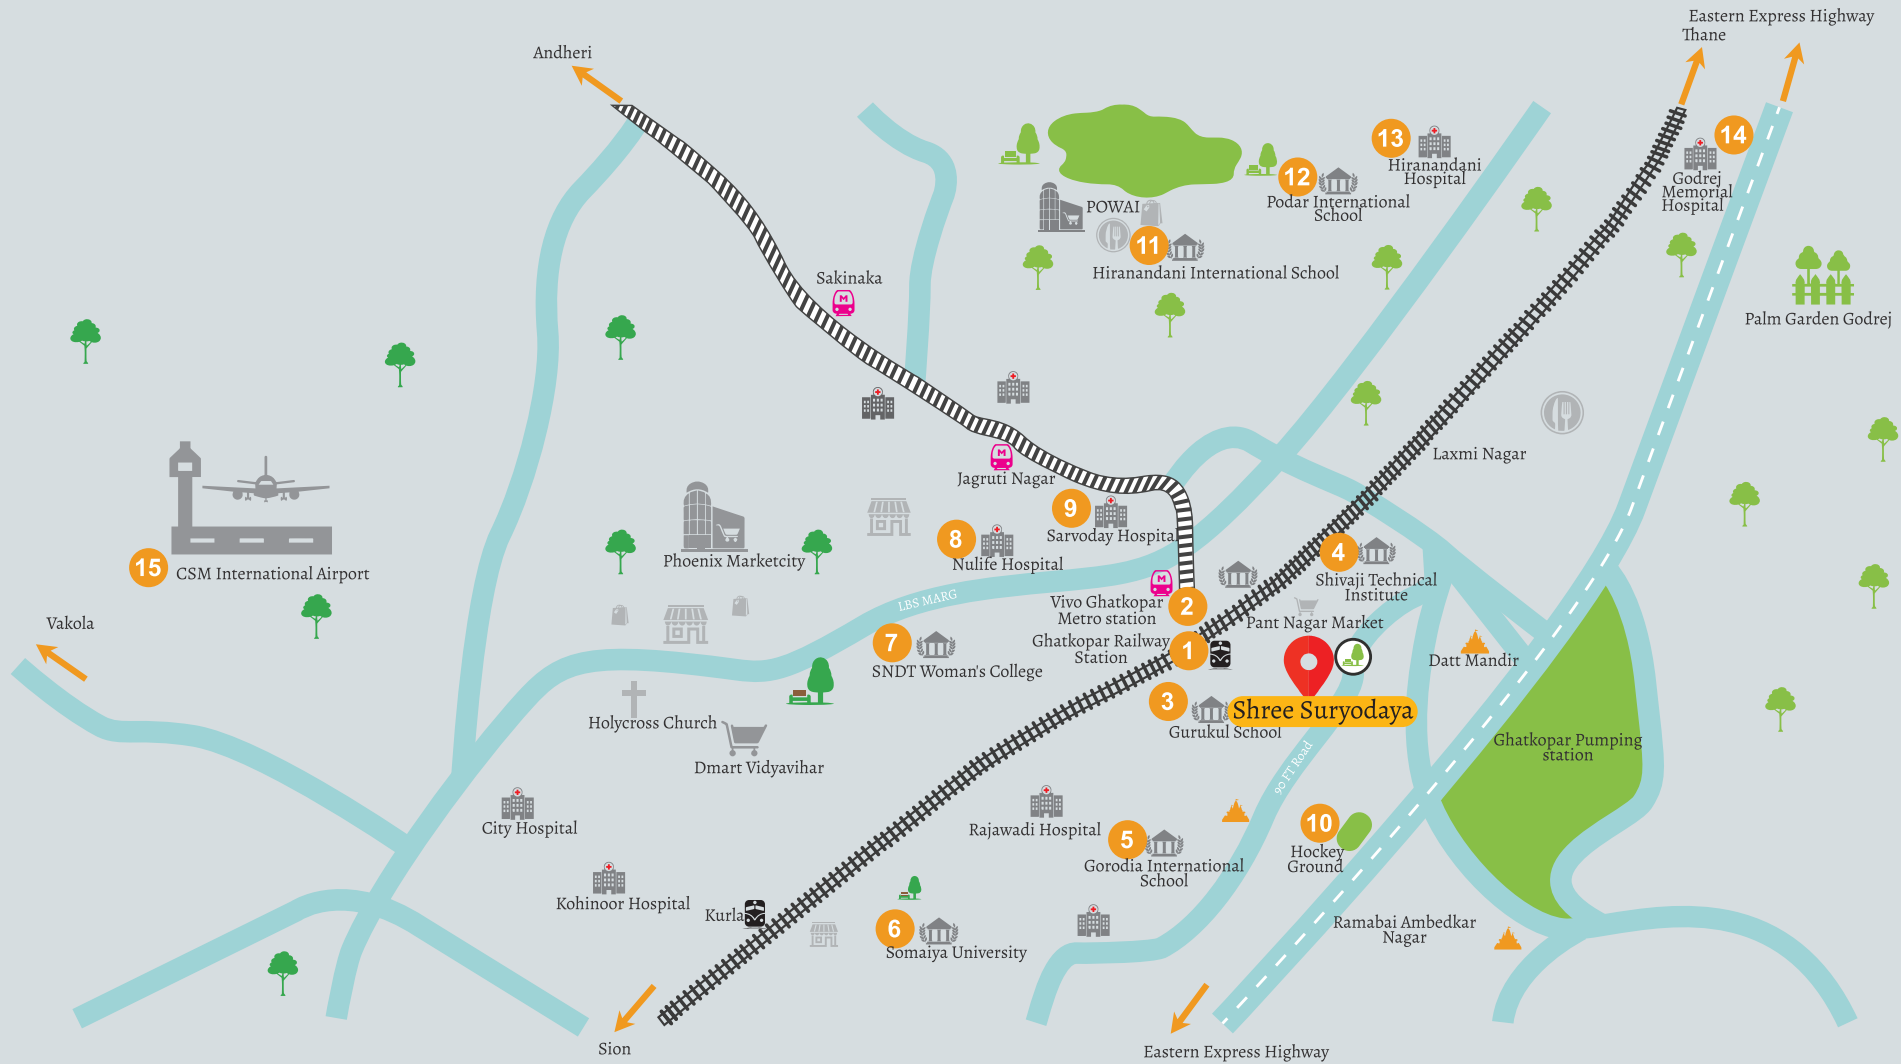 Eastern Express Highway
Thane
Andheri
14
13
Hiranandani
Hospital
Godrej
Memorial
Hospital
12
Podar International
School
POWAI
11
Hiranandani International School
Sakinaka
M
Palm Garden Godrej
Laxmi Nagar
M
Jagruti Nagar
9
Sarvoday Hospital
8
Nulife Hospital
Phoenix Marketcity
15
CSM International Airport
4
Shivaji Technical
Institute
M
Vivo Ghatkopar
Metro station
2
LBS MARG
Pant Nagar Market
Vakola
Ghatkopar Railway
Station
1
7
SNDT Woman's College
Datt Mandir
3
Gurukul School
Shree Suryodaya
Holycross Church
Dmart Vidyavihar
Ghatkopar Pumping
station
90 FT Road
City Hospital
Rajawadi Hospital
5
Gorodia International
School
10
Hockey
Ground
Kohinoor Hospital
Kurla
6
Somaiya University
Ramabai Ambedkar
Nagar
Sion
Eastern Express Highway